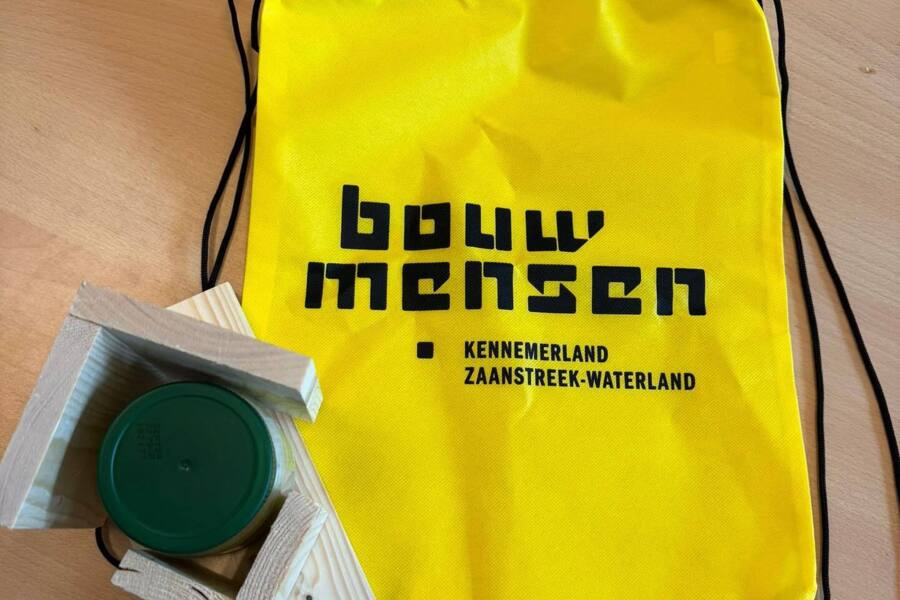 bouw
mensen
KENNEMERLAND
ZAANSTREEK-WATERLAND